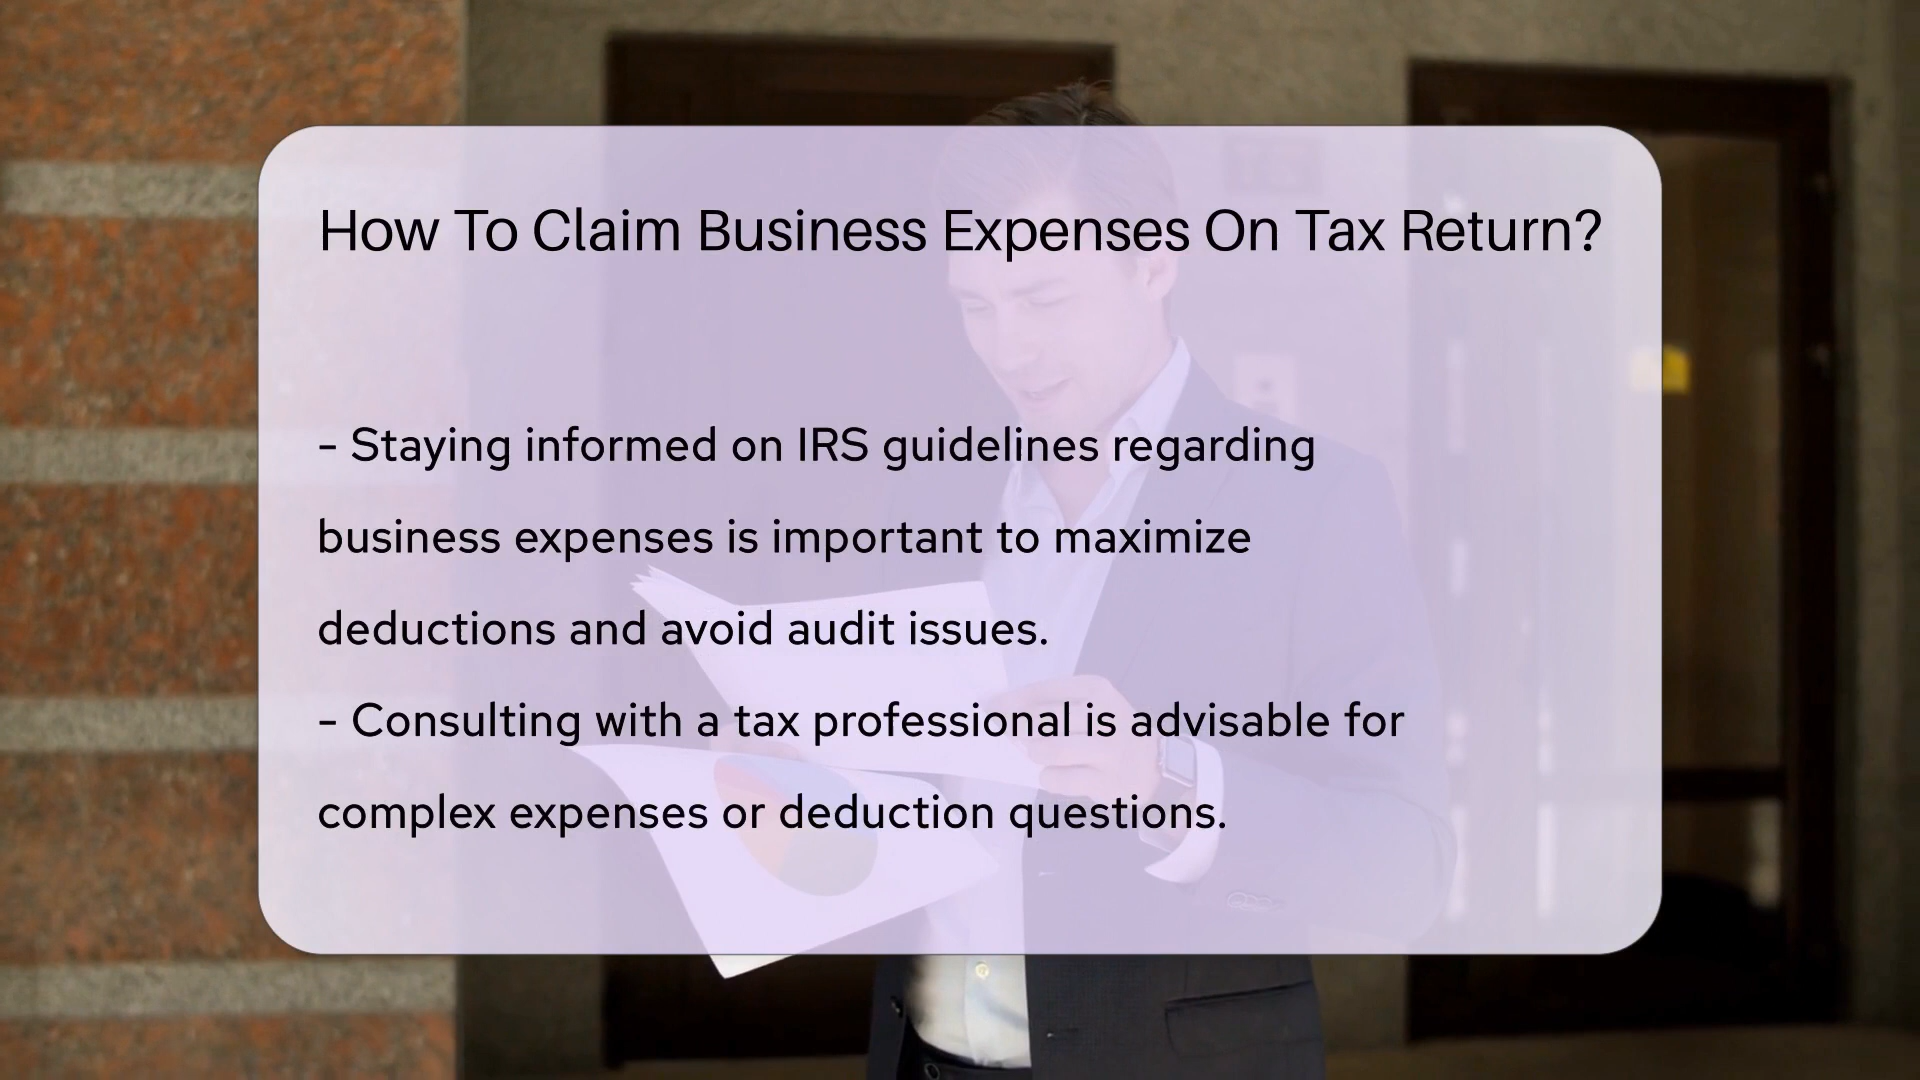 How To Claim Business Expenses On Tax Return?
- Staying informed on IRS guidelines regarding
business expenses is important to maximize
deductions and avoid audit issues.
- Consulting with a tax professional is advisable for
complex expenses or deduction questions.